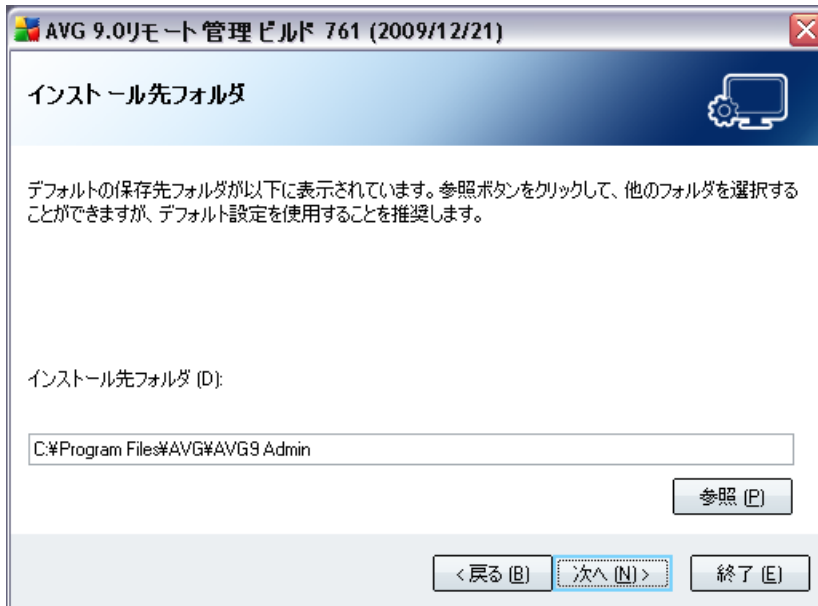 AVG 9.0リモート管理 ビルド 761 (2009/12/21)
インストール先フォルダ
デフォルトの保存先フォルダが以下に表示されています。参照ボタンをクリックして、他のフォルダを選択する
ことができますが、デフォルト設定を使用することを推奨します。
インストール先フォルダ (D):
C:¥Program Files¥AVG¥AVG9 Admin
参照 (P)
< 戻る (B)
次へ (N) >
終了 (E)